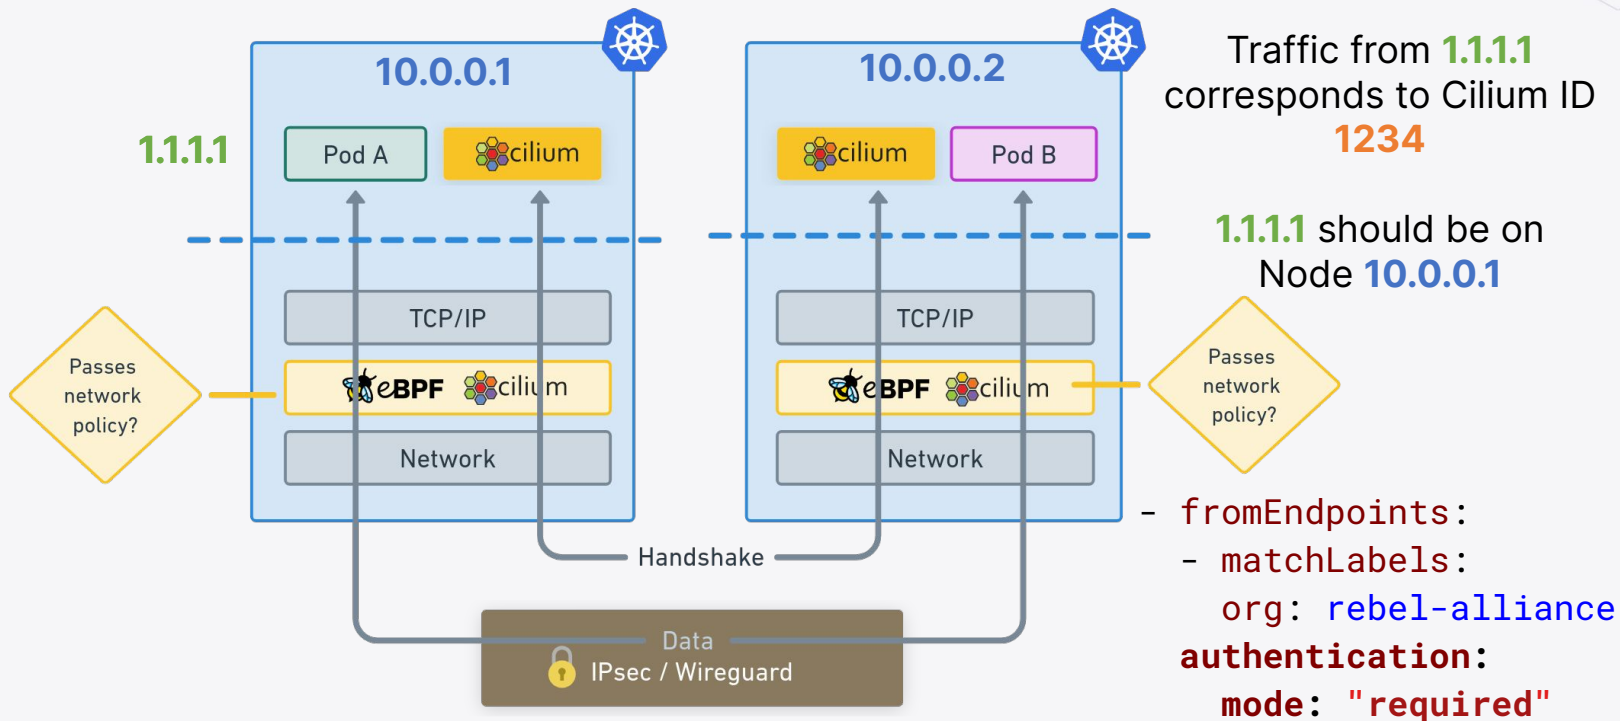 10.0.0.1
1.1.1.1
Pod A
cilium
TCP/IP
eBPF cilium
Network
Passes
network
policy?
10.0.0.2
cilium
Pod B
TCP/IP
eBPF cilium
Network
Passes
network
policy?
Handshake
Data
IPsec / Wireguard
Traffic from 1.1.1.1
corresponds to Cilium ID
1234
1.1.1.1 should be on
Node 10.0.0.1
- fromEndpoints:
  - matchLabels:
    org: rebel-alliance
  authentication:
    mode: "required"